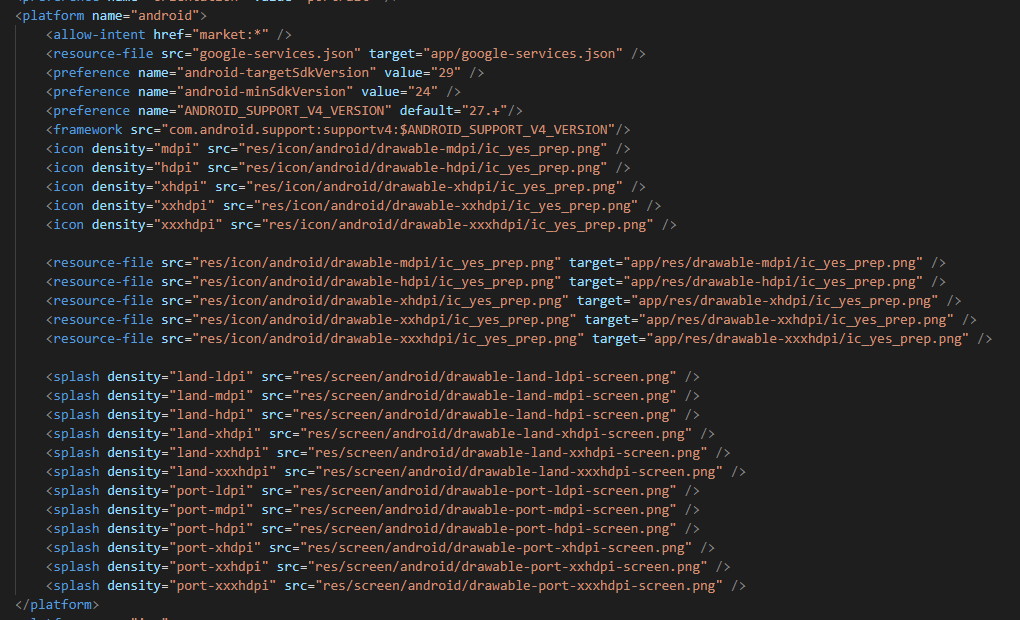 <platform name="android">
<allow-intent href="market:*" />
<resource-file src="google-services.json" target="app/google-services.json" />
<preference name="android-targetSdkVersion" value="29" />
<preference name="android-minSdkVersion" value="24" />
<preference name="ANDROID_SUPPORT_V4_VERSION" default="27.+"/>
<framework src="com.android.support:supportv4:$ANDROID_SUPPORT_V4_VERSION"/>
<icon density="mdpi" src="res/icon/android/drawable-mdpi/ic_yes_prep.png" />
<icon density="hdpi" src="res/icon/android/drawable-hdpi/ic_yes_prep.png" />
<icon density="xhdpi" src="res/icon/android/drawable-xhdpi/ic_yes_prep.png" />
<icon density="xxhdpi" src="res/icon/android/drawable-xxhdpi/ic_yes_prep.png" />
<icon density="xxxhdpi" src="res/icon/android/drawable-xxxhdpi/ic_yes_prep.png" />
<resource-file src="res/icon/android/drawable-mdpi/ic_yes_prep.png" target="app/res/drawable-mdpi/ic_yes_prep.png" />
<resource-file src="res/icon/android/drawable-hdpi/ic_yes_prep.png" target="app/res/drawable-hdpi/ic_yes_prep.png" />
<resource-file src="res/icon/android/drawable-xhdpi/ic_yes_prep.png" target="app/res/drawable-xhdpi/ic_yes_prep.png" />
<resource-file src="res/icon/android/drawable-xxhdpi/ic_yes_prep.png" target="app/res/drawable-xxhdpi/ic_yes_prep.png" />
<resource-file src="res/icon/android/drawable-xxxhdpi/ic_yes_prep.png" target="app/res/drawable-xxxhdpi/ic_yes_prep.png" />
<splash density="land-ldpi" src="res/screen/android/drawable-land-ldpi-screen.png" />
<splash density="land-mdpi" src="res/screen/android/drawable-land-mdpi-screen.png" />
<splash density="land-hdpi" src="res/screen/android/drawable-land-hdpi-screen.png" />
<splash density="land-xhdpi" src="res/screen/android/drawable-land-xhdpi-screen.png" />
<splash density="land-xxhdpi" src="res/screen/android/drawable-land-xxhdpi-screen.png" />
<splash density="land-xxxhdpi" src="res/screen/android/drawable-land-xxxhdpi-screen.png" />
<splash density="port-ldpi" src="res/screen/android/drawable-port-ldpi-screen.png" />
<splash density="port-mdpi" src="res/screen/android/drawable-port-mdpi-screen.png" />
<splash density="port-hdpi" src="res/screen/android/drawable-port-hdpi-screen.png" />
<splash density="port-xhdpi" src="res/screen/android/drawable-port-xhdpi-screen.png" />
<splash density="port-xxhdpi" src="res/screen/android/drawable-port-xxhdpi-screen.png" />
<splash density="port-xxxhdpi" src="res/screen/android/drawable-port-xxxhdpi-screen.png" />
</platform>